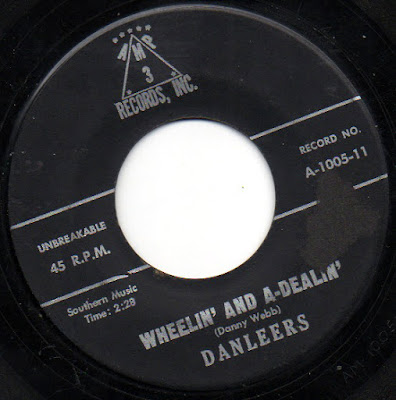 AMP
3
RECORDS, INC.
RECORD NO.
A-1005-11
UNBREAKABLE
45 R.P.M.
Southern Music
Time: 2:28
WHEELIN' AND A-DEALIN'
(Danny Webb)
DANLEERS